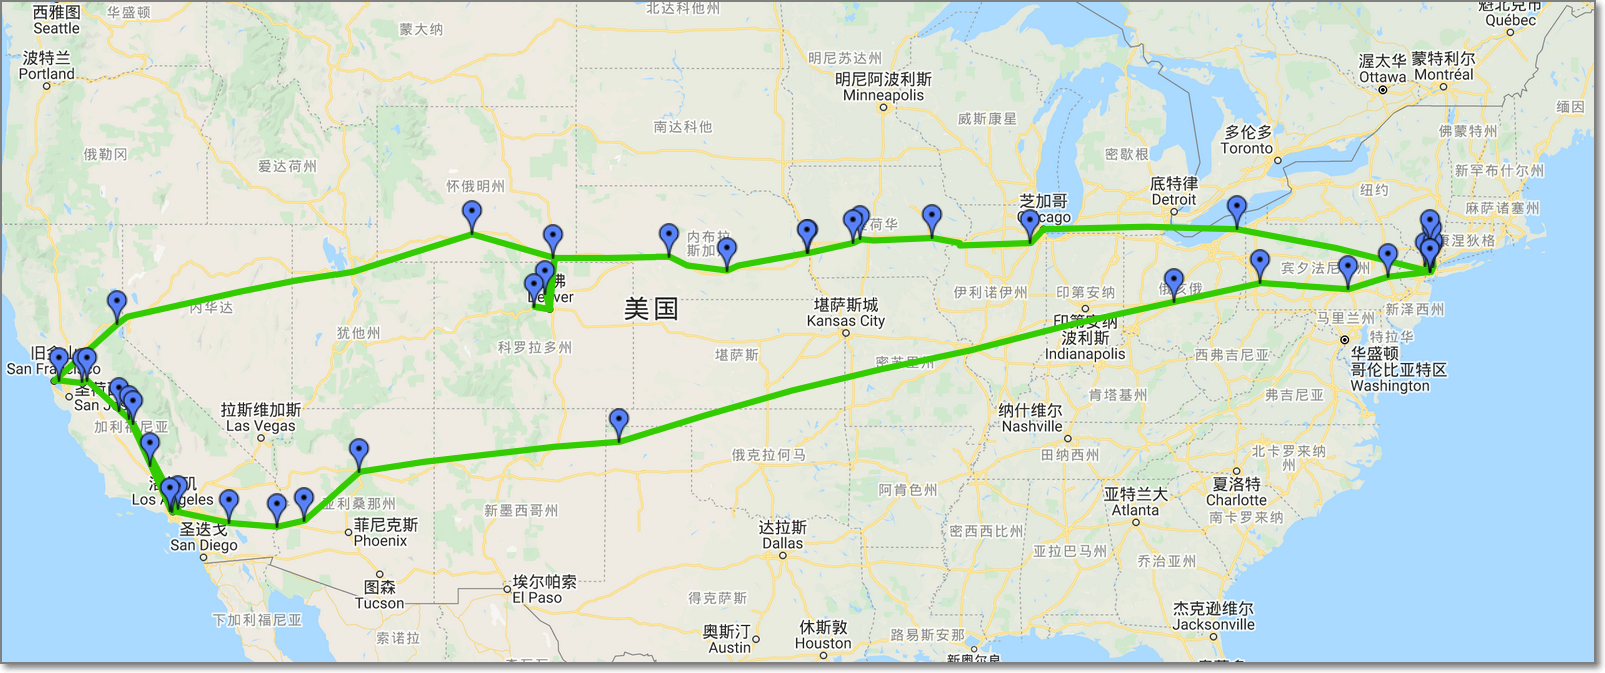 西雅图
Seattle
华盛顿
蒙大纳
北达科他州
魁北克市
Québec
波特兰
Portland
明尼苏达州
明尼阿波利斯
Minneapolis
渥太华
Ottawa
蒙特利尔
Montréal
缅因
南达科他
威斯康星
多伦多
Toronto
佛蒙特州
俄勒冈
爱达荷州
怀俄明州
密歇根
底特律
Detroit
纽约
新罕布什尔州
芝加哥
Chicago
麻萨诸塞州
内布拉
斯加
荷华
康涅狄格
内华达
Denver
美国
伊利诺伊州
印第安纳
俄亥俄
宾夕法尼
州
新泽西州
马里兰州
特拉华
堪萨斯城
Kansas City
印第安纳
波利斯
Indianapolis
华盛顿
哥伦比亚特区
Washington
犹他州
科罗拉多州
堪萨斯
密苏里州
西弗吉尼亚
San Francisco
San J
加利福尼亚
拉斯维加斯
Las Vegas
肯塔基州
弗吉尼亚
纳什维尔
Nashville
俄克拉何马
田纳西州
北卡罗来纳
州
Los Angeles
亚利桑那州
新墨西哥州
阿肯色州
亚特兰大
Atlanta
夏洛特
Charlotte
南卡罗来纳
圣迭戈
San Diego
菲尼克斯
Phoenix
达拉斯
Dallas
密西西比州
亚拉巴马州
乔治亚州
图森
Tucson
埃尔帕索
El Paso
得克萨斯
下加利福尼亚
索诺拉
奥斯汀
Austin
休斯敦
Houston
路易斯安那
杰克逊维尔
Jacksonville
新奥尔良